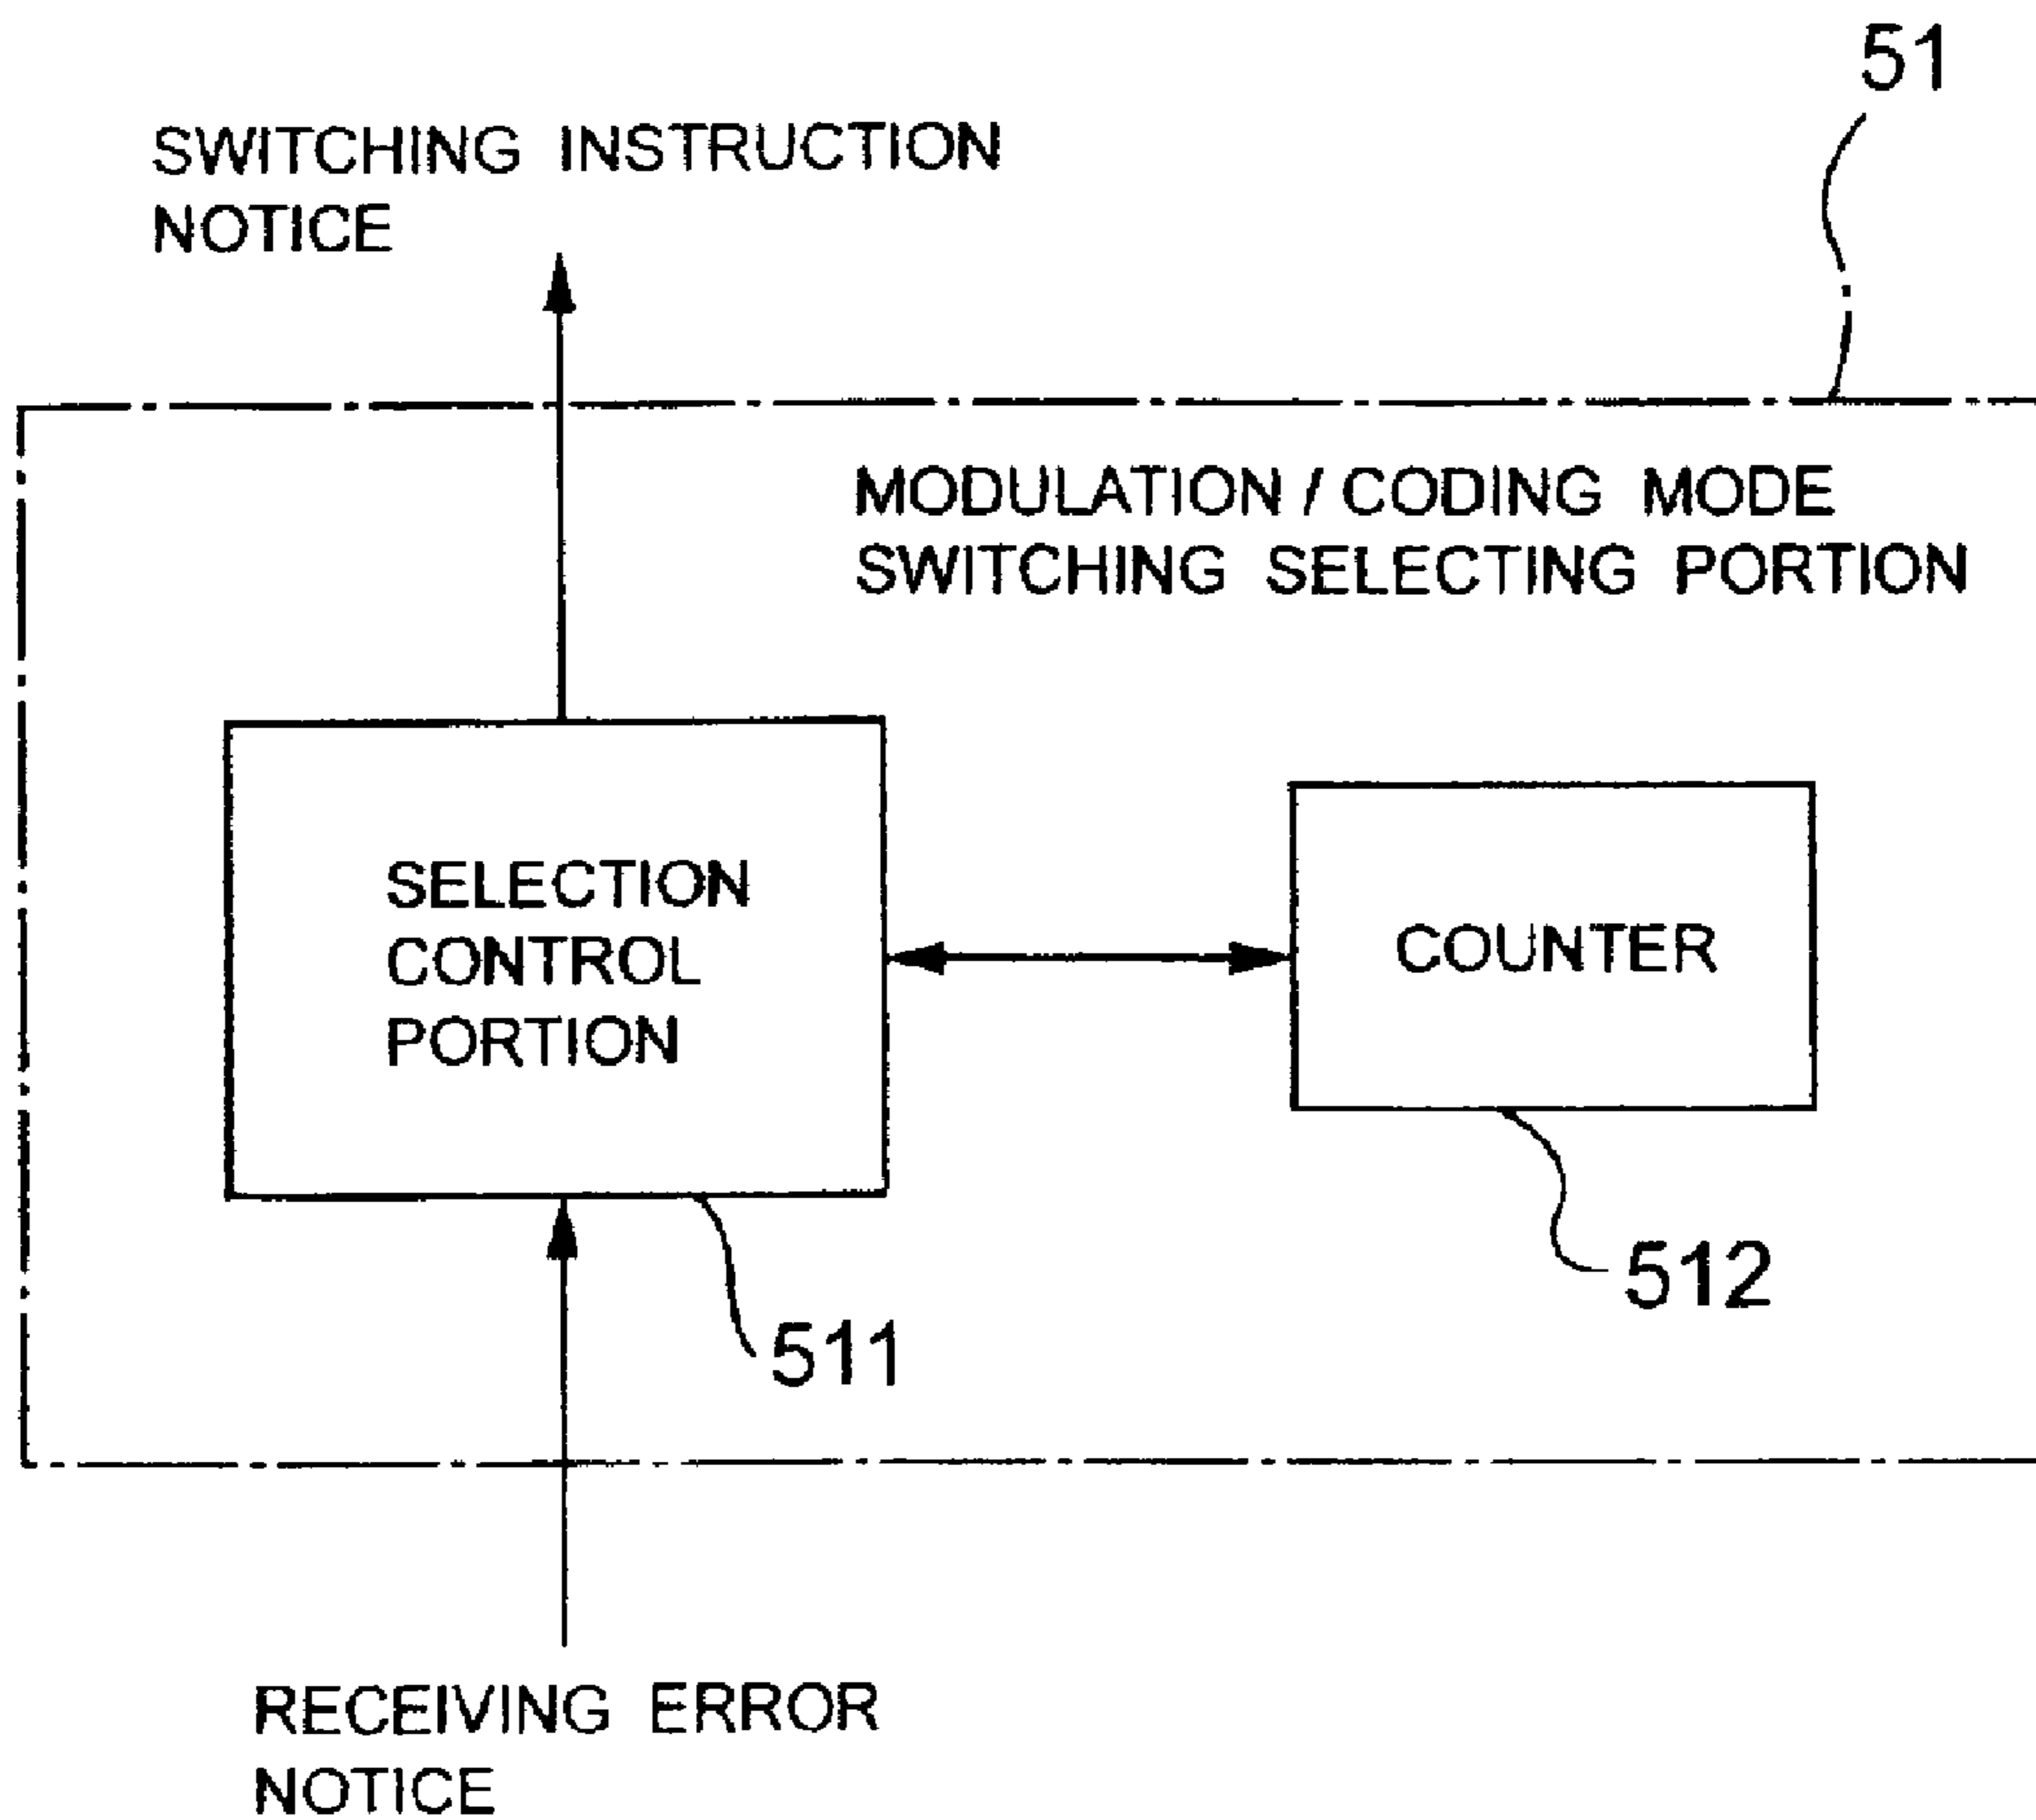 51
SWITCHING INSTRUCTION
NOTICE
MODULATION / CODING MODE
SWITCHING SELECTING PORTION
SELECTION
CONTROL
PORTION
COUNTER
512
511
RECEIVING ERROR
NOTICE